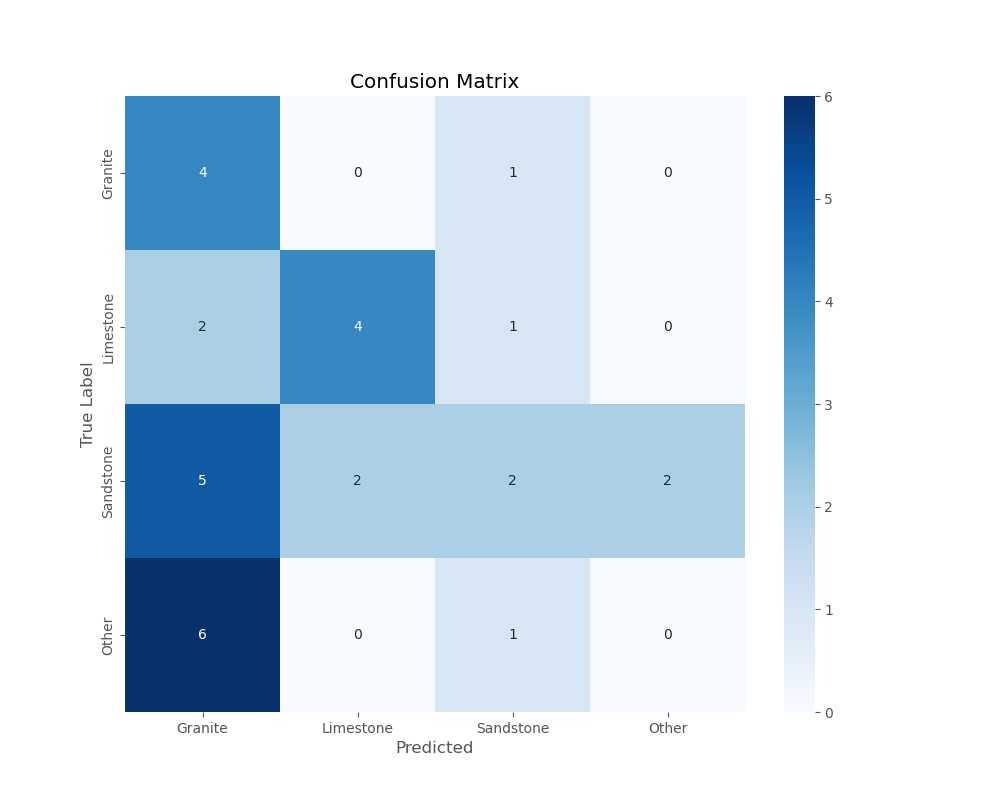 Confusion Matrix
True Label
Granite
4 0 1 0
Limestone
2 4 1 0
Sandstone
5 2 2 2
Other
6 0 1 0
Granite Limestone Sandstone Other
Predicted
6
5
4
3
2
1
0